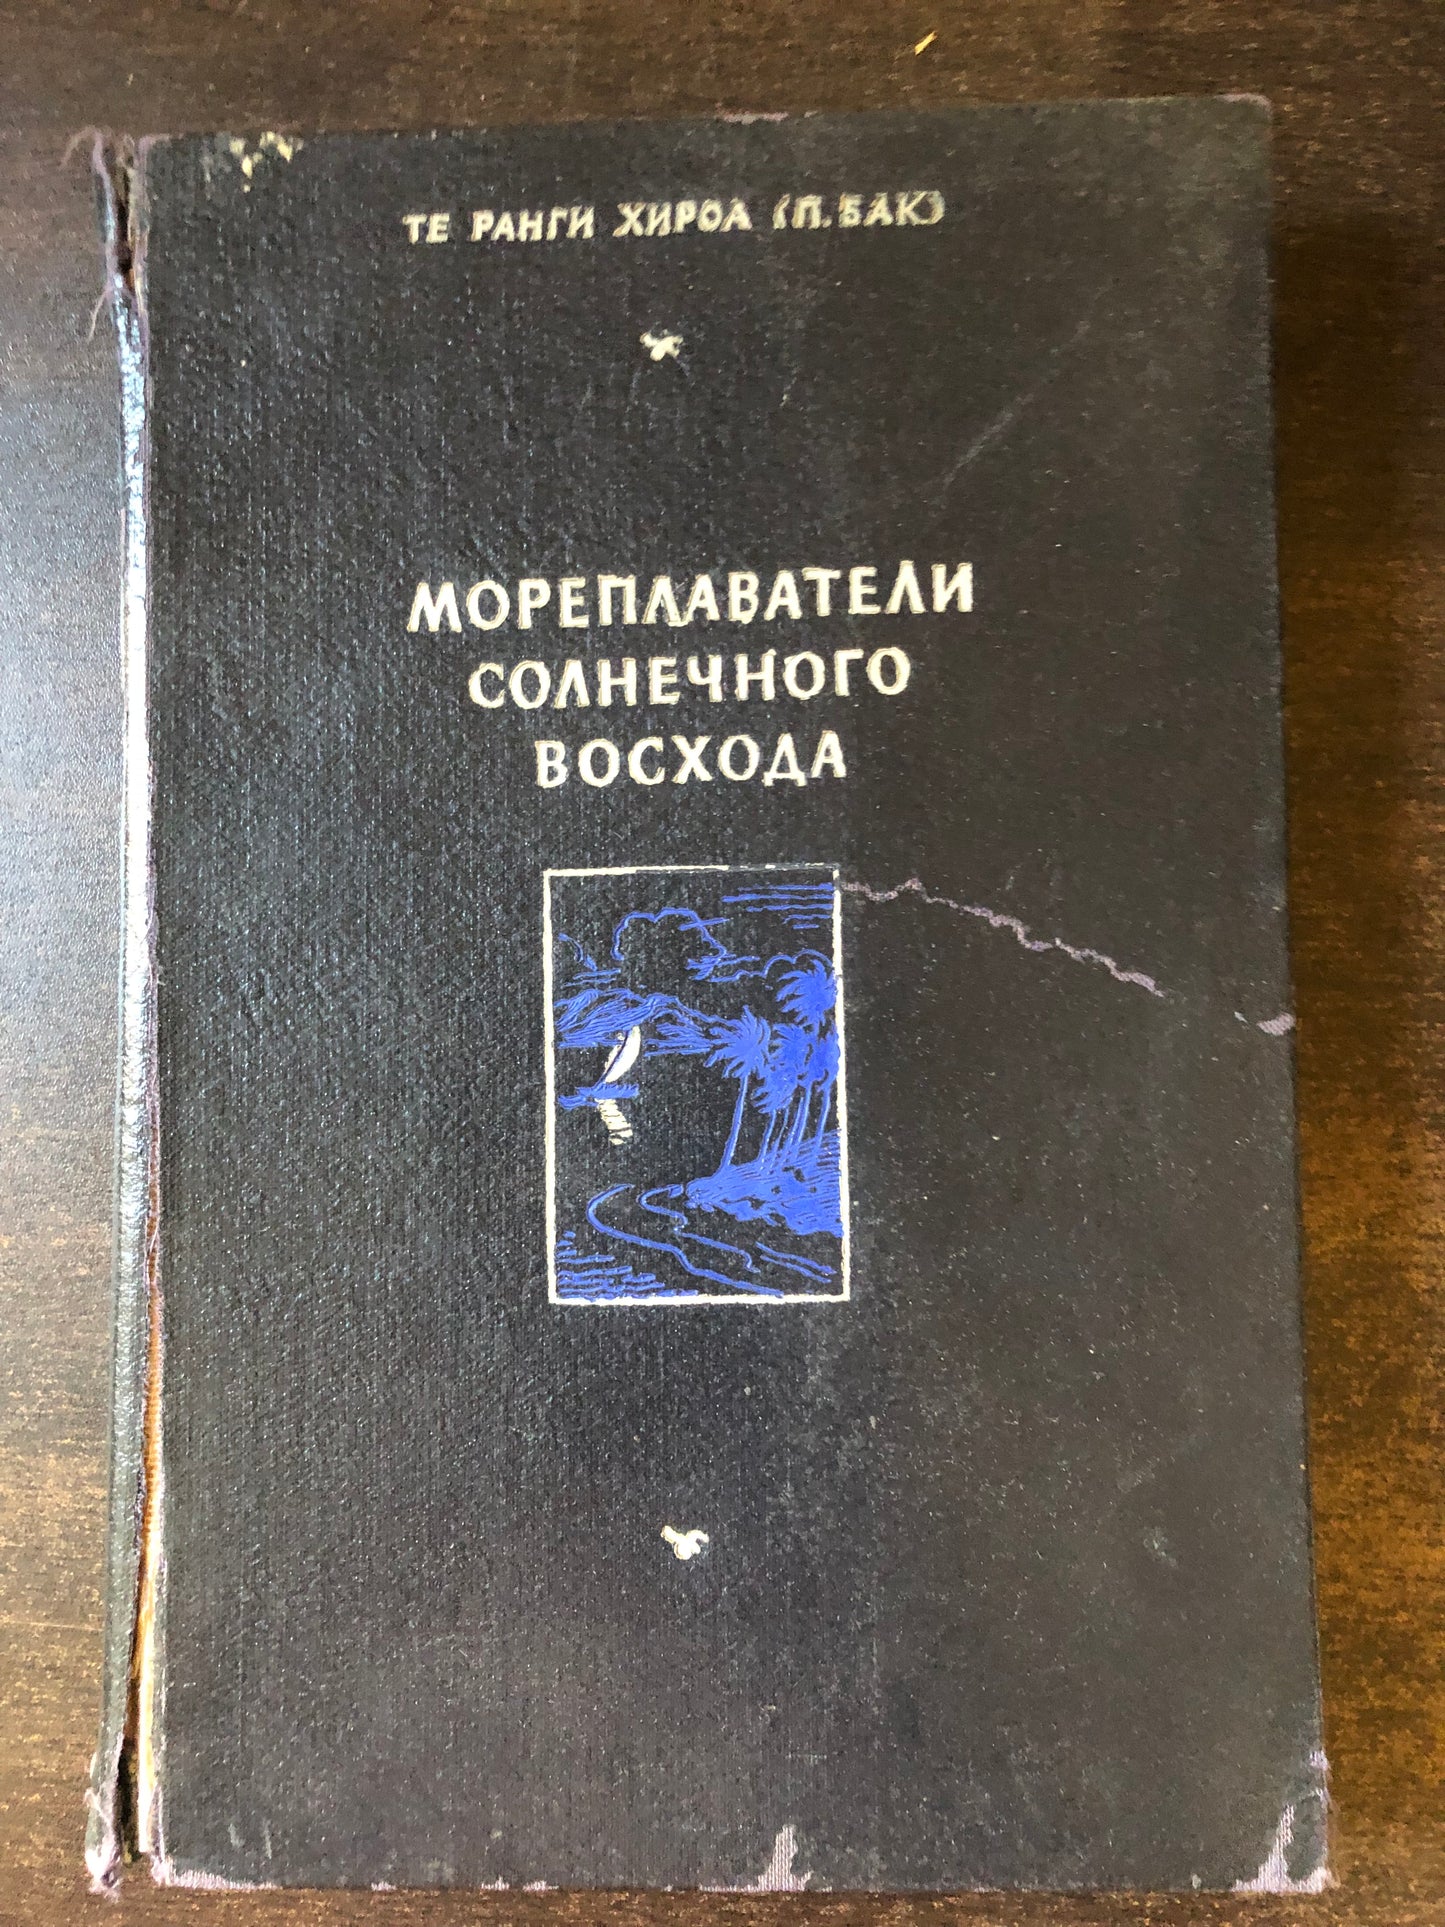 ТЕ РАНГИ ХИРОА (П. БАК)
МОРЕПЛАВАТЕЛИ
СОЛНЕЧНОГО
ВОСХОДА